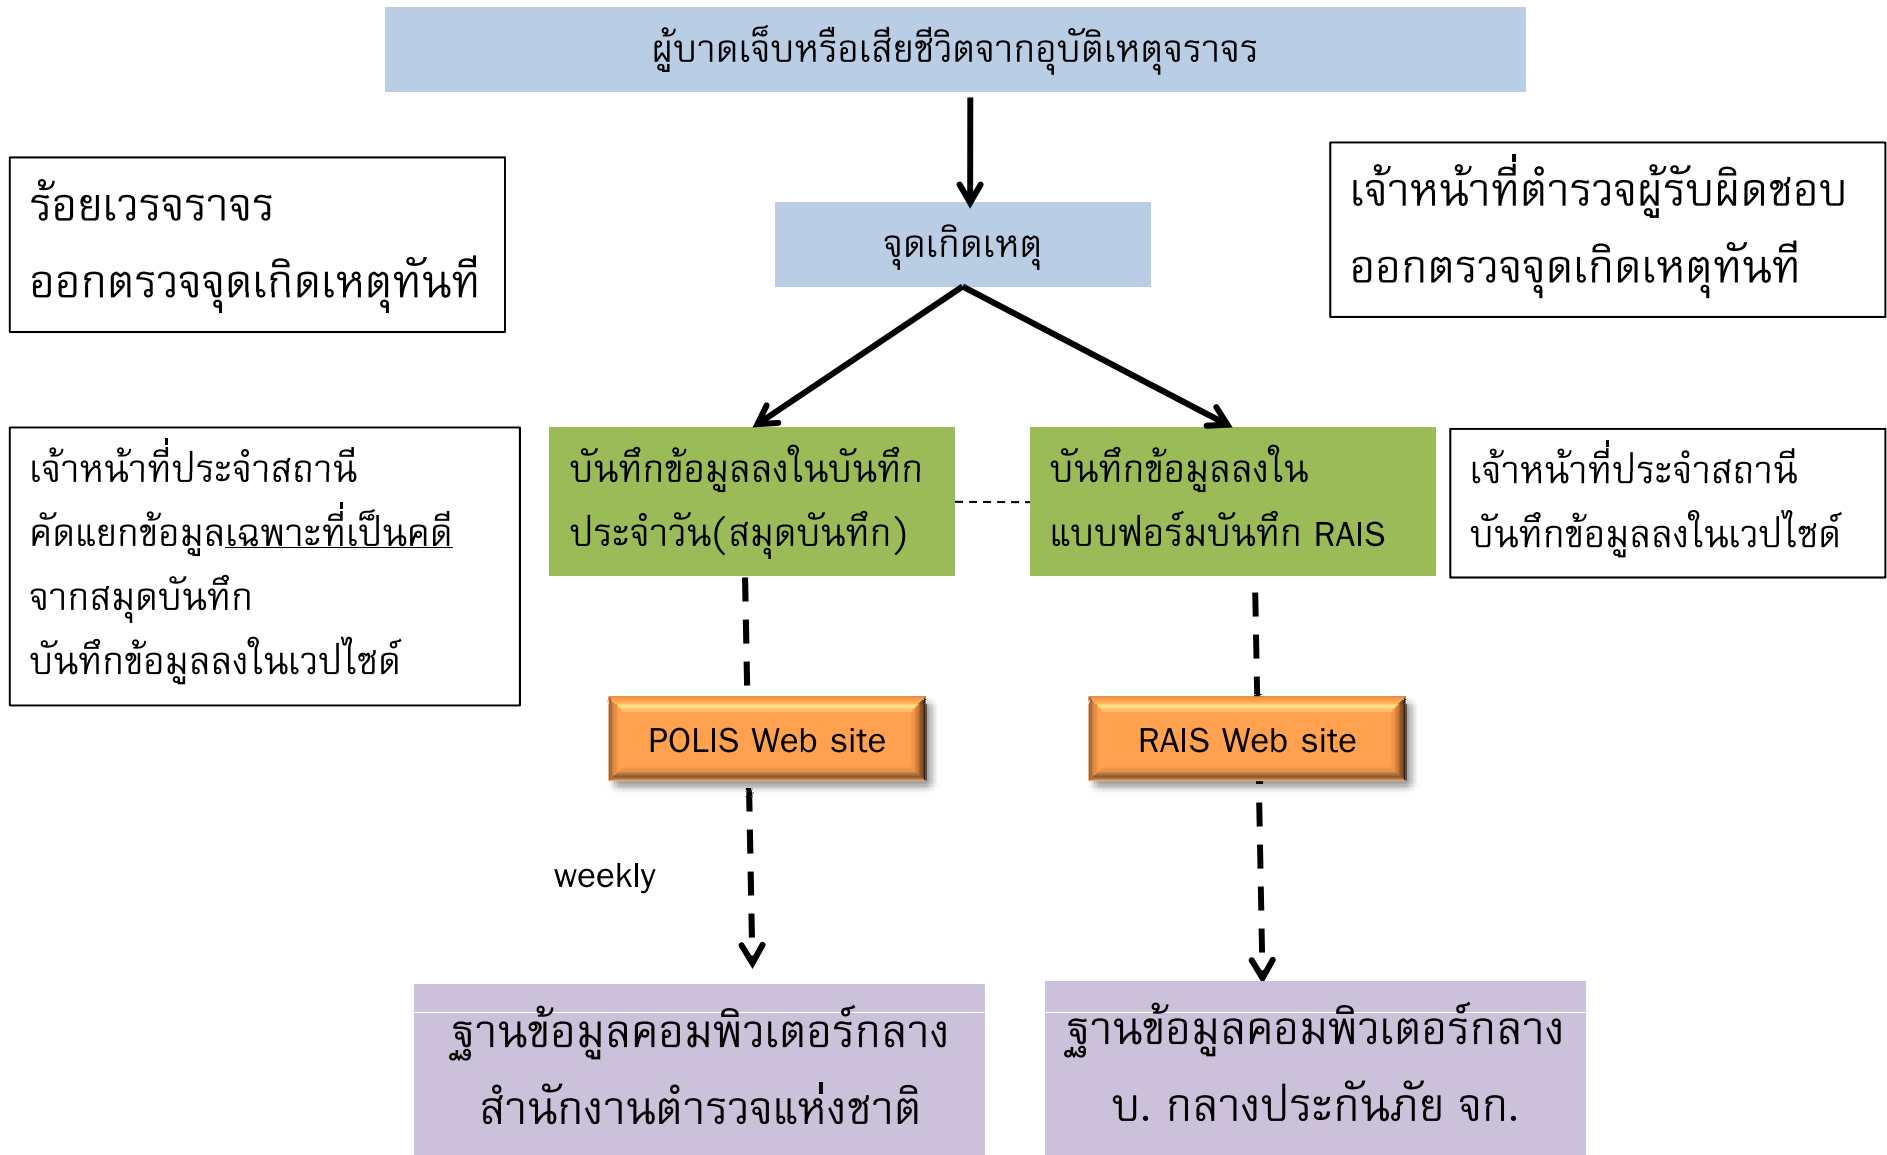 ผู้บาดเจ็บหรือเสียชีวิตจากอุบัติเหตุจราจร
ร้อยเวรจราจร
ออกตรวจจุดเกิดเหตุทันที
จุดเกิดเหตุ
เจ้าหน้าที่ตำรวจผู้รับผิดชอบ
ออกตรวจจุดเกิดเหตุทันที
เจ้าหน้าที่ประจำสถานี
คัดแยกข้อมูลเฉพาะที่เป็นคดี
จากสมุดบันทึก
บันทึกข้อมูลลงในเวปไซด์
บันทึกข้อมูลลงในบันทึก
ประจำวัน(สมุดบันทึก)
บันทึกข้อมูลลงใน
แบบฟอร์มบันทึก RAIS
เจ้าหน้าที่ประจำสถานี
บันทึกข้อมูลลงในเวปไซด์
POLIS Web site
RAIS Web site
weekly
ฐานข้อมูลคอมพิวเตอร์กลาง
สำนักงานตำรวจแห่งชาติ
ฐานข้อมูลคอมพิวเตอร์กลาง
บ. กลางประกันภัย จก.